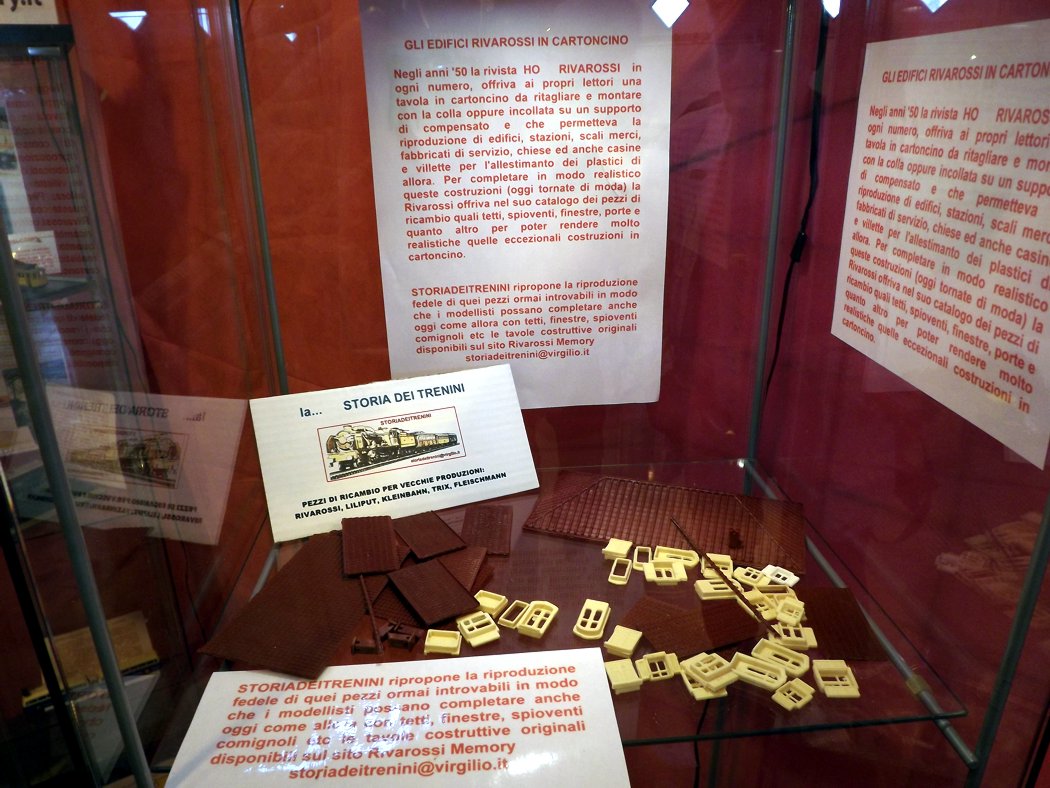 GLI EDIFICI RIVAROSSI IN CARTONCINO
Negli anni '50 la rivista HO RIVAROSSI in
ogni numero, offriva ai propri lettori una
tavola in cartoncino da ritagliare e montare
con la colla oppure incollata su un supporto
di compensato e che permetteva la
riproduzione di edifici, stazioni, scali merci,
fabbricati di servizio, chiese ed anche casine
e villette per l'allestimanto dei plastici di
allora. Per completare in modo realistico
queste costruzioni (oggi tornate di moda) la
Rivarossi offriva nel suo catalogo dei pezzi di
ricambio quali tetti, spioventi, finestre, porte e
quanto altro per poter rendere molto
realistiche quelle eccezionali costruzioni in
cartoncino.
STORIADEITRENINI ripropone la riproduzione
fedele di quei pezzi ormai introvabili in modo
che i modellisti possano completare anche
oggi come allora con tetti, finestre, spioventi
comignoli etc le tavole costruttive originali
disponibili sul sito Rivarossi Memory
storiadeitrenini@virgilio.it
GLI EDIFICI RIVAROSSI IN CARTON
Negli anni '50 la rivista HO RIVAROS
ogni numero, offriva ai propri lettori
tavola in cartoncino da ritagliare e mon
con la colla oppure incollata su un suppo
di compensato e che permetteva
riproduzione di edifici, stazioni, scali merc
fabbricati di servizio, chiese ed anche casin
e villette per l'allestimanto dei plastici d
allora. Per completare in modo realistico
queste costruzioni (oggi tornate di moda) la
Rivarossi offriva nel suo catalogo dei pezzi di
ricambio quali tetti, spioventi, finestre, porte e
quanto altro per poter rendere molto
realistiche quelle eccezionali costruzioni in
cartoncino.
la... STORIA DEI TRENINI
STORIADEITRENINI
storiadeitrenini@virgilio.it
PEZZI DI RICAMBIO PER VECCHIE PRODUZIONI:
RIVAROSSI, LILIPUT, KLEINBAHN, TRIX, FLEISCHMANN
STORIADEITRENINI ripropone la riproduzione
fedele di quei pezzi ormai introvabili in modo
che i modellisti possano completare anche
oggi come allora con tetti, finestre, spioventi
comignoli etc le tavole costruttive originali
disponibili sul sito Rivarossi Memory
storiadeitrenini@virgilio.it